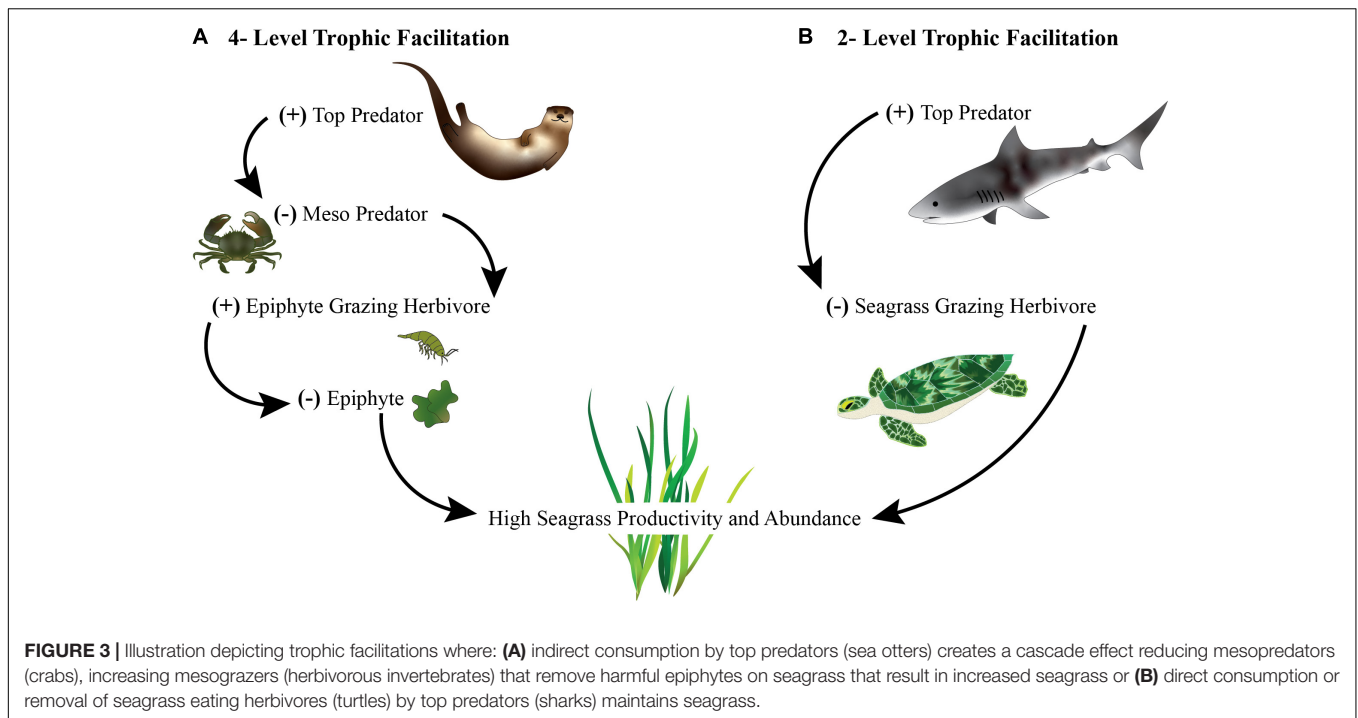 A 4- Level Trophic Facilitation
B 2- Level Trophic Facilitation
(+) Top Predator
(-) Meso Predator
(+) Epiphyte Grazing Herbivore
(-) Epiphyte
(+) Top Predator
(-) Seagrass Grazing Herbivore
High Seagrass Productivity and Abundance
FIGURE 3 | Illustration depicting trophic facilitations where: (A) indirect consumption by top predators (sea otters) creates a cascade effect reducing mesopredators
(crabs), increasing mesograzers (herbivorous invertebrates) that remove harmful epiphytes on seagrass that result in increased seagrass or (B) direct consumption or
removal of seagrass eating herbivores (turtles) by top predators (sharks) maintains seagrass.